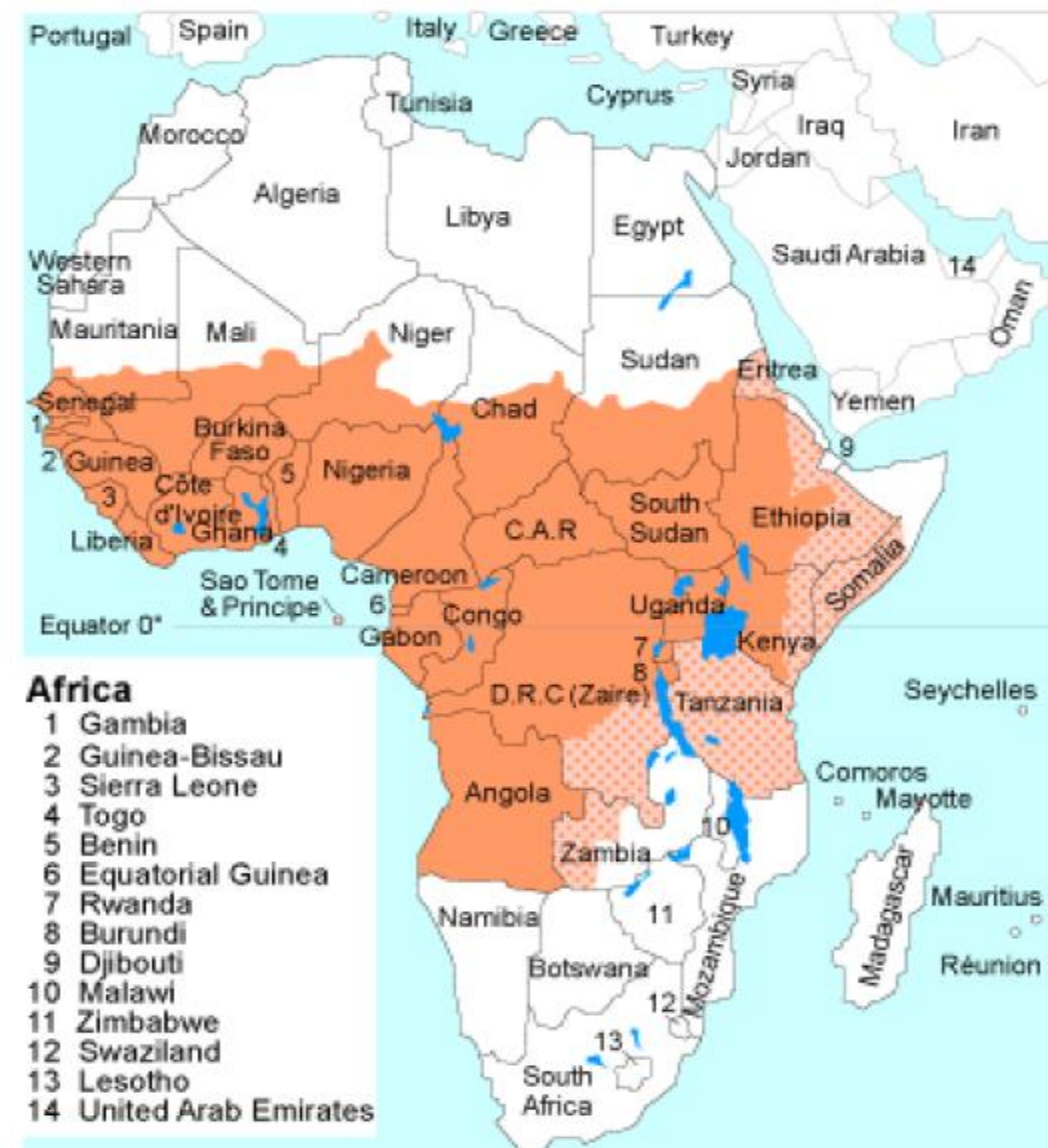 Portugal
Spain
Italy
Greece
Turkey
Syria
Cyprus
Tunisia
Morocco
Iraq
Iran
Jordan
Algeria
Libya
Egypt
Saudi Arabia
14
Western
Sahara
Oman
Mauritania
Mali
Niger
Sudan
Eritrea
Yemen
Senegal
Chad
1
Burkina
Faso
9
2
Guinea
5
Nigeria
3
Côte
d'Ivoire
South
Sudan
Ethiopia
C.A.R
Ghana
Liberia
4
Somalia
Cameroon
Sao Tome
& Principe
6
Congo
Uganda
Equator 0°
Gabon
Kenya
7
8
D.R.C (Zaire)
Tanzania
Seychelles
Angola
Comoros
Mayotte
10
Zambia
Madagascar
Mauritius
Namibia
11
Mozambique
Botswana
Réunion
12
13
South
Africa
Africa
1 Gambia
2 Guinea-Bissau
3 Sierra Leone
4 Togo
5 Benin
6 Equatorial Guinea
7 Rwanda
8 Burundi
9 Djibouti
10 Malawi
11 Zimbabwe
12 Swaziland
13 Lesotho
14 United Arab Emirates